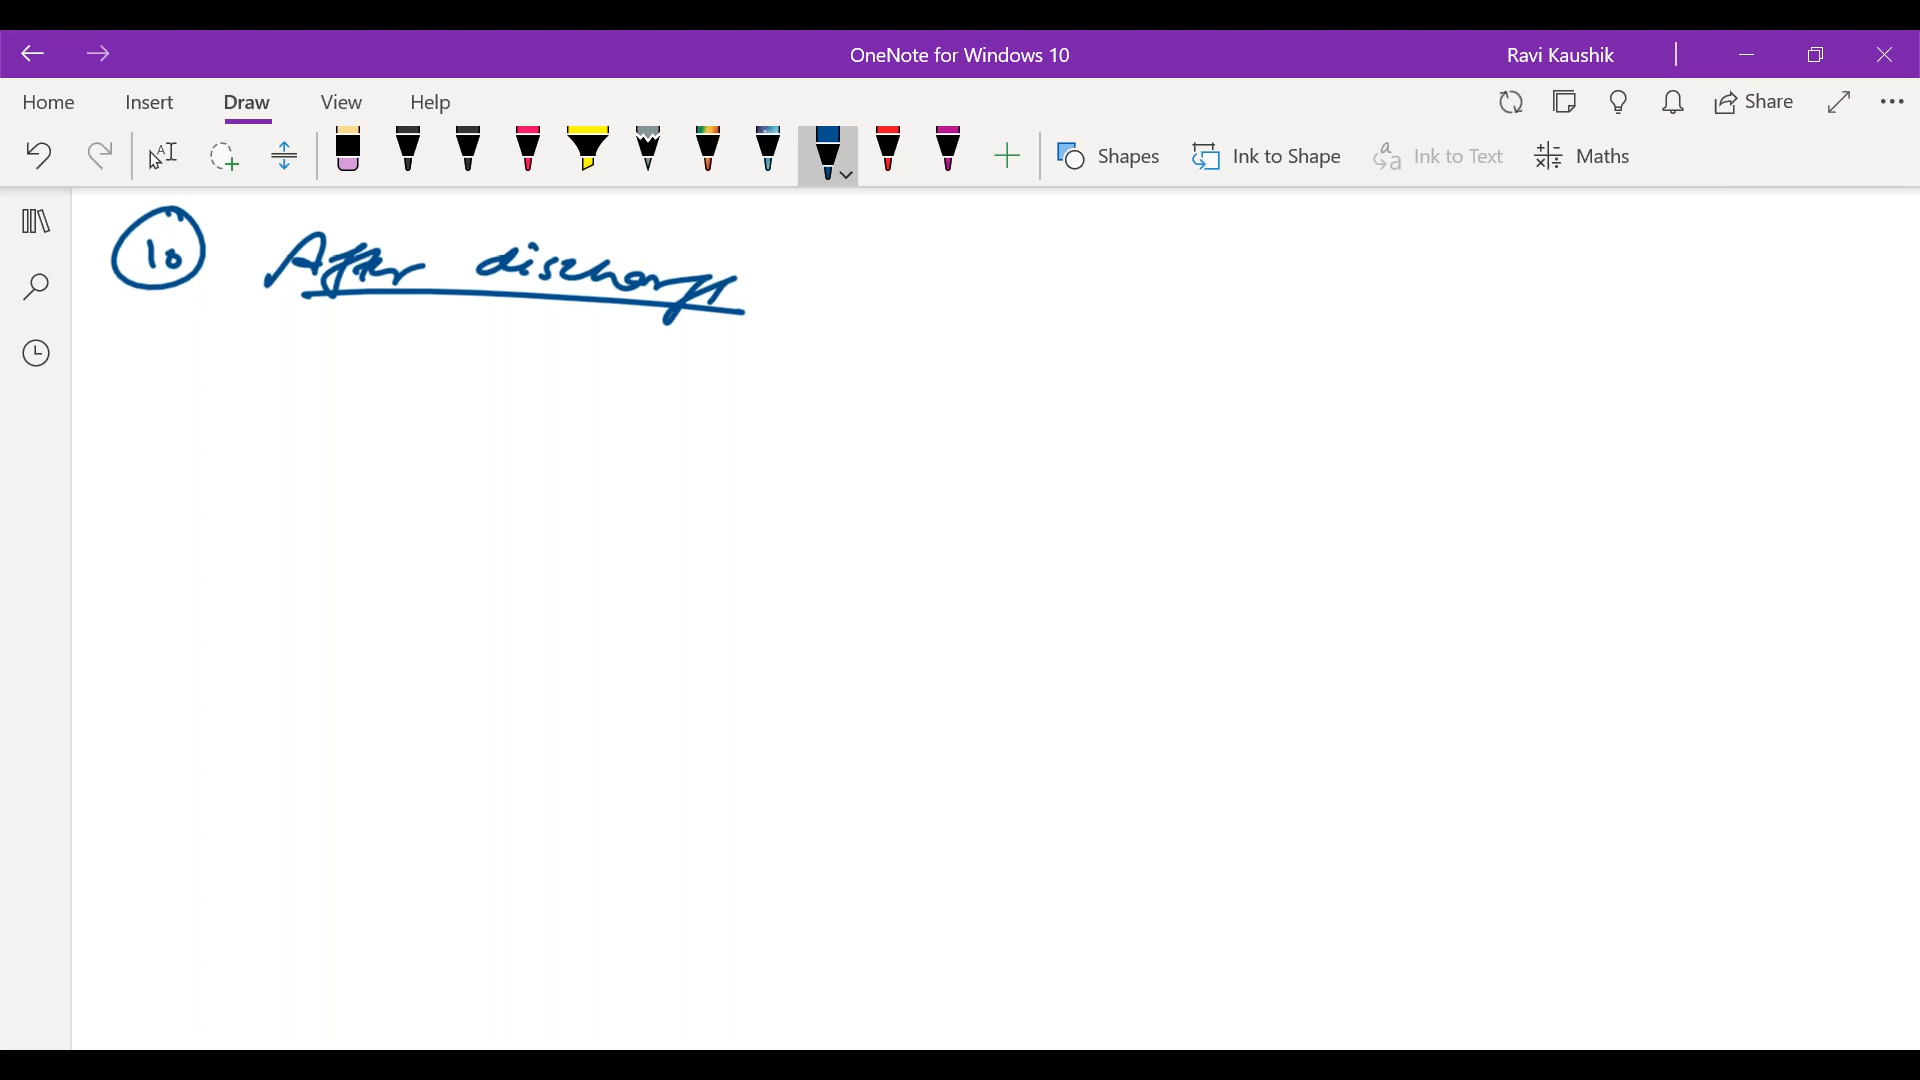 OneNote for Windows 10 Ravi Kaushik
Home Insert Draw View Help Share
Shapes Ink to Shape Ink to Text Maths
10 After discharge